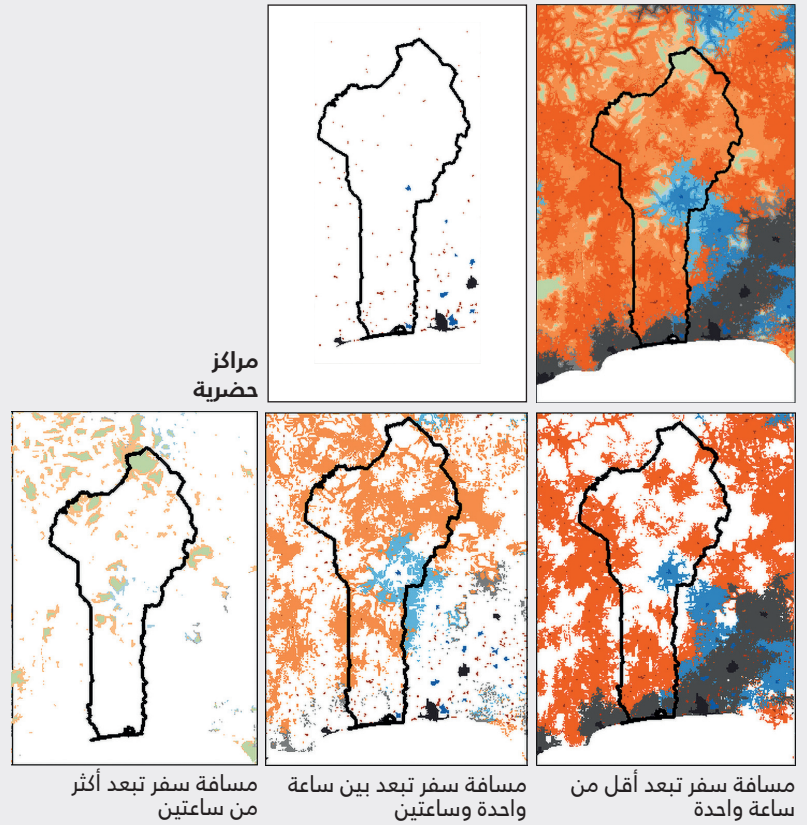 مراكز
حضرية
مسافة سفر تبعد أقل من
ساعة واحدة
مسافة سفر تبعد بين ساعة
واحدة وساعتين
مسافة سفر تبعد أكثر
من ساعتين